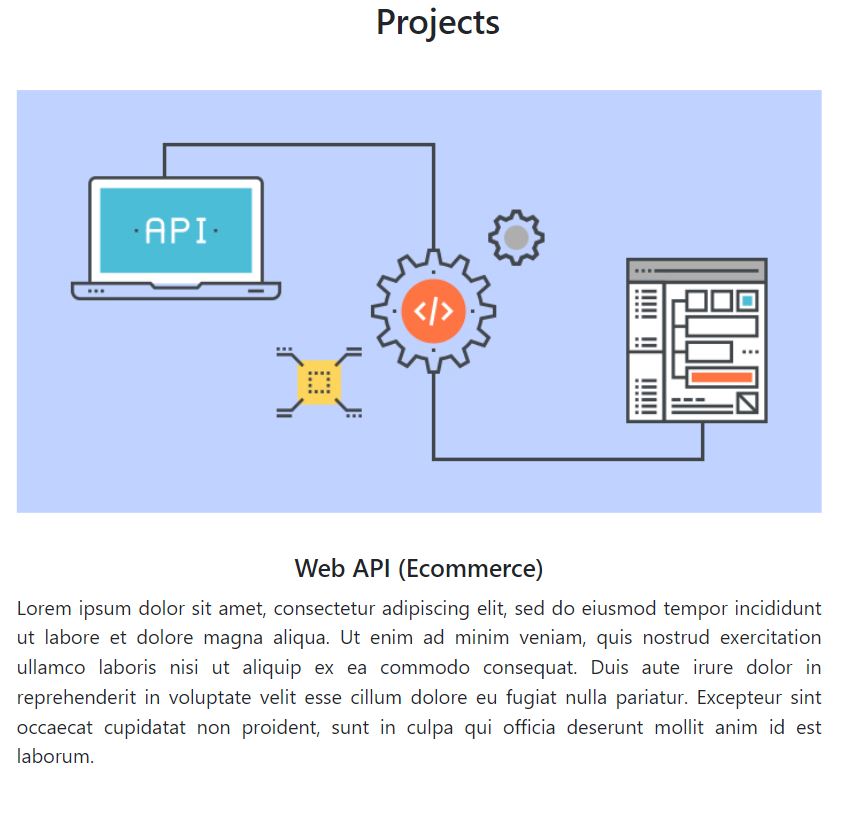 Projects
API
</>
Web API (Ecommerce)
Lorem ipsum dolor sit amet, consectetur adipiscing elit, sed do eiusmod tempor incididunt
ut labore et dolore magna aliqua. Ut enim ad minim veniam, quis nostrud exercitation
ullamco laboris nisi ut aliquip ex ea commodo consequat. Duis aute irure dolor in
reprehenderit in voluptate velit esse cillum dolore eu fugiat nulla pariatur. Excepteur sint
occaecat cupidatat non proident, sunt in culpa qui officia deserunt mollit anim id est
laborum.